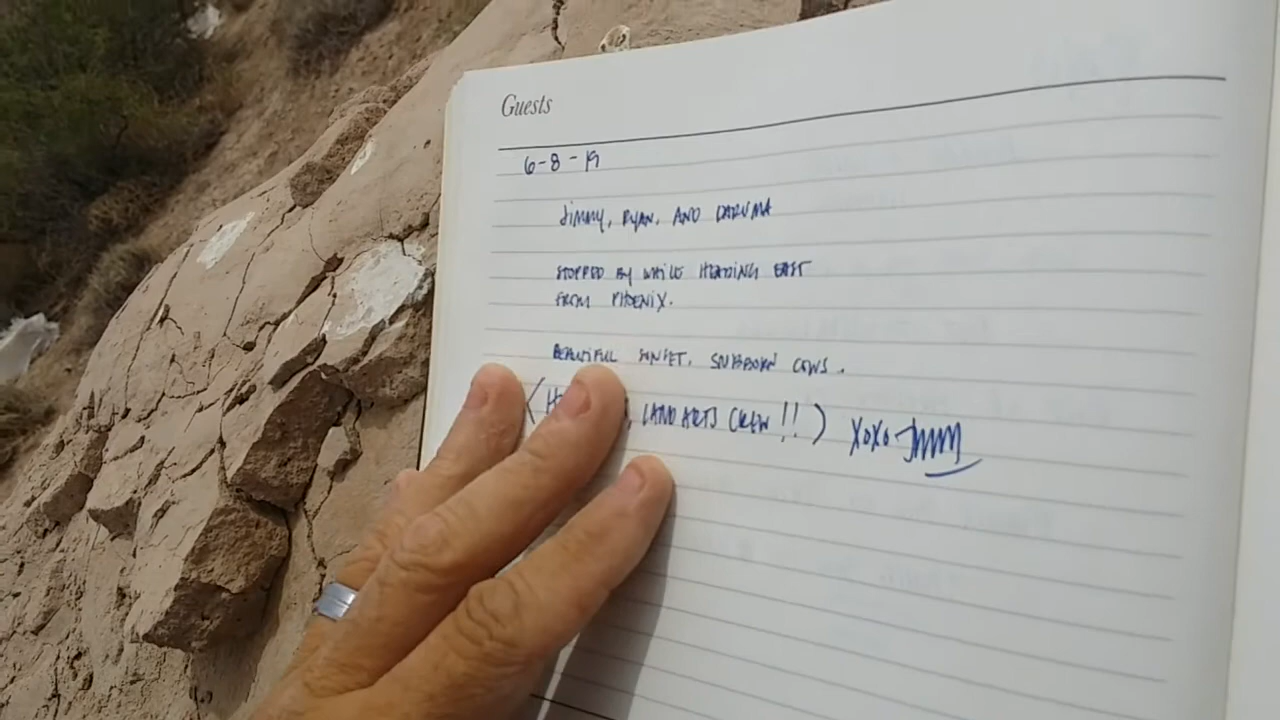 Guests
6-8-19
JIMMY, RYAN, AND DARUMA
STOPPED BY WHILE HEADING EAST
FROM PHOENIX.
BEAUTIFUL SUNSET. STUBBORN COWS.
(H , LAND ARTS CREW!!) XOXO JIMMY